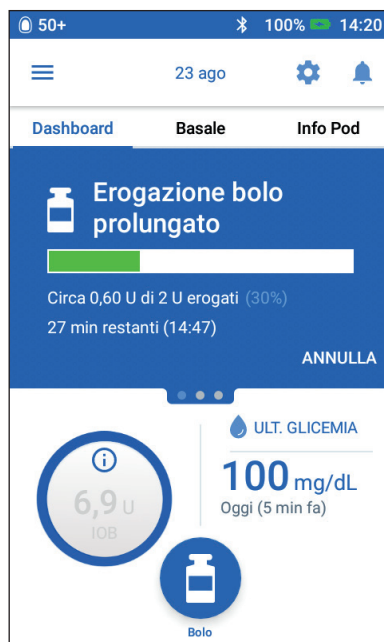 50+ 100% 14:20
23 ago
Dashboard Basale Info Pod
Erogazione bolo
prolungato
Circa 0,60 U di 2 U erogati (30%)
27 min restanti (14:47)
ANNULLA
ULT. GLICEMIA
100 mg/dL
Oggi (5 min fa)
6,9 U
IOB
Bolo